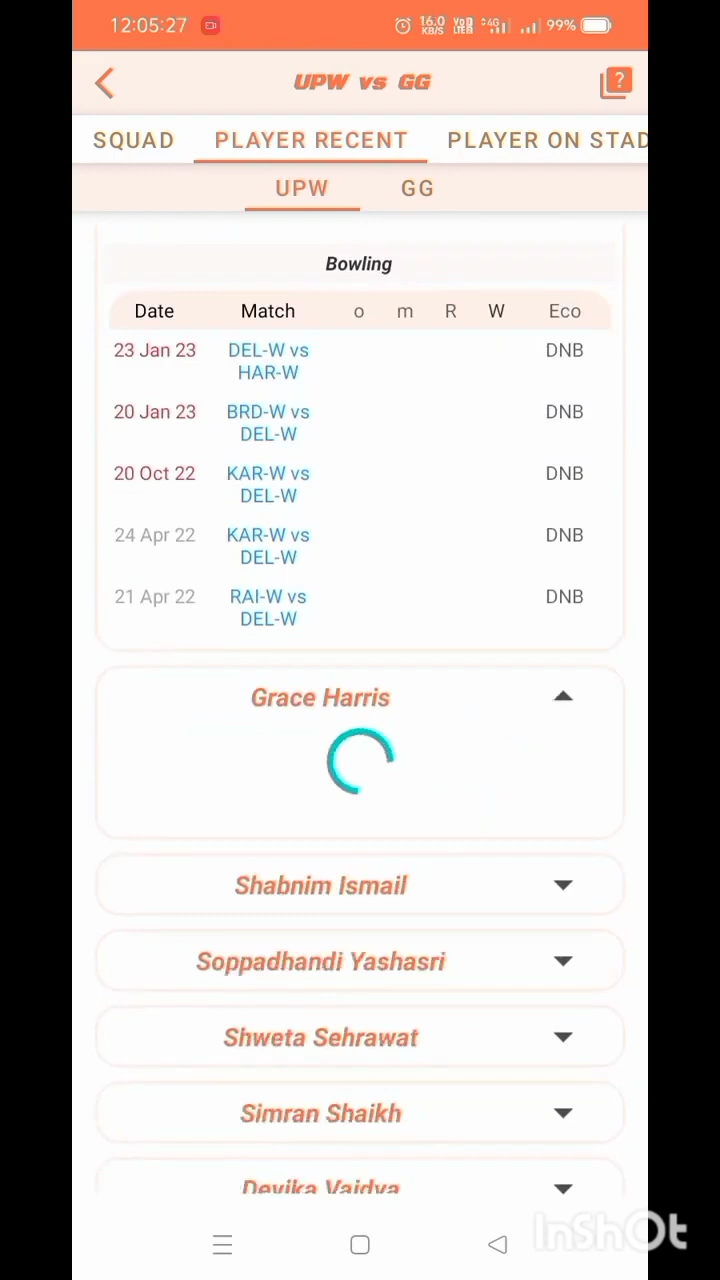 12:05:27 16.0 KB/S VoD LTE 4G 99%
UPW vs GG ?
SQUAD PLAYER RECENT PLAYER ON STAD
UPW GG
Bowling
Date Match o m R W Eco
23 Jan 23 DEL-W vs HAR-W DNB
20 Jan 23 BRD-W vs DEL-W DNB
20 Oct 22 KAR-W vs DEL-W DNB
24 Apr 22 KAR-W vs DEL-W DNB
21 Apr 22 RAI-W vs DEL-W DNB
Grace Harris
Shabnim Ismail
Soppadhandi Yashasri
Shweta Sehrawat
Simran Shaikh
Devika Vaidya
InShOt